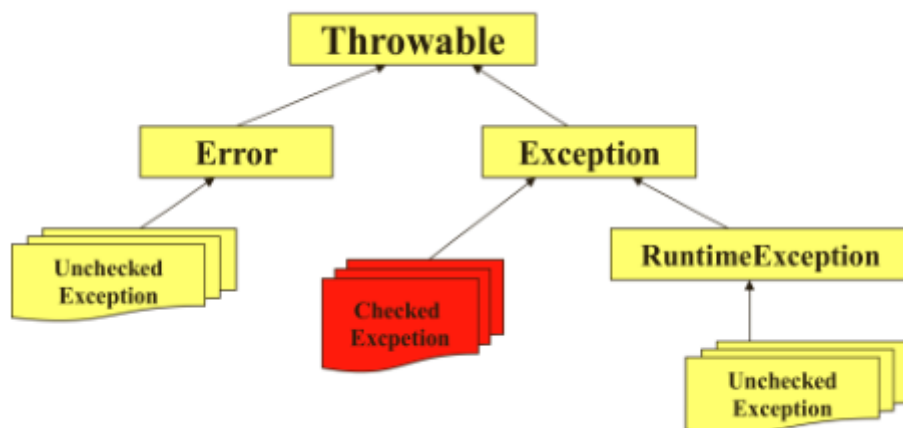 Throwable
Error
Exception
Unchecked
Exception
Checked
Excpetion
RuntimeException
Unchecked
Exception